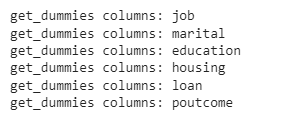 get_dummies columns: job
get_dummies columns: marital
get_dummies columns: education
get_dummies columns: housing
get_dummies columns: loan
get_dummies columns: poutcome